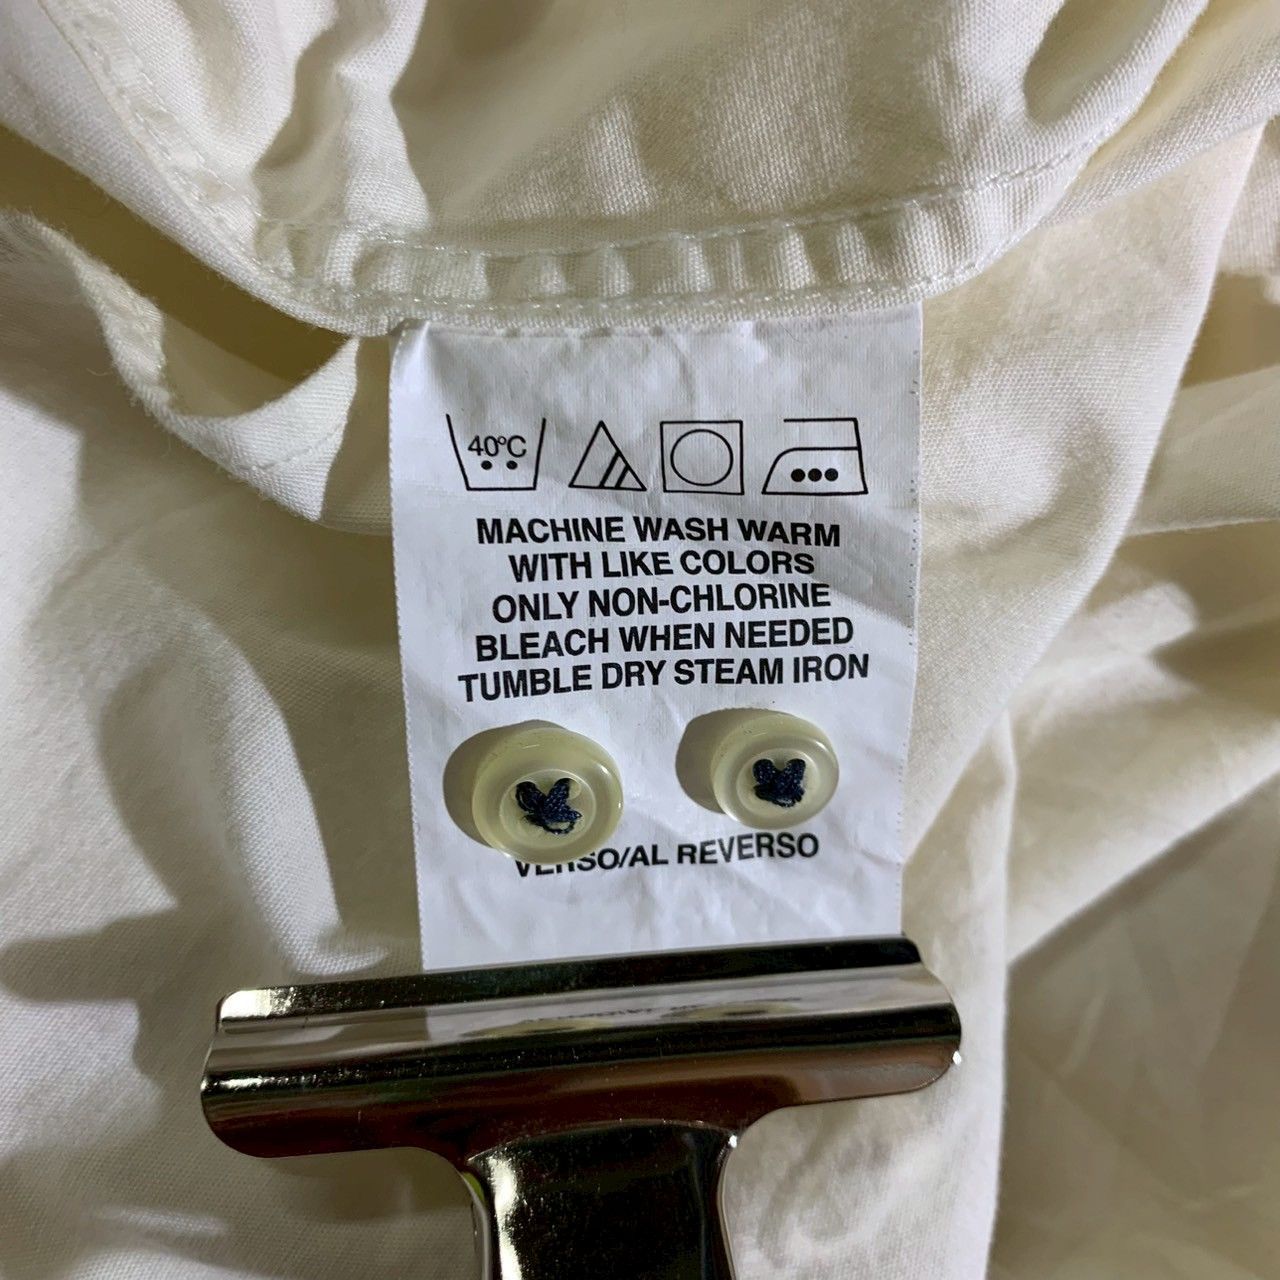 40°C
MACHINE WASH WARM
WITH LIKE COLORS
ONLY NON-CHLORINE
BLEACH WHEN NEEDED
TUMBLE DRY STEAM IRON
VERSO/AL REVERSO